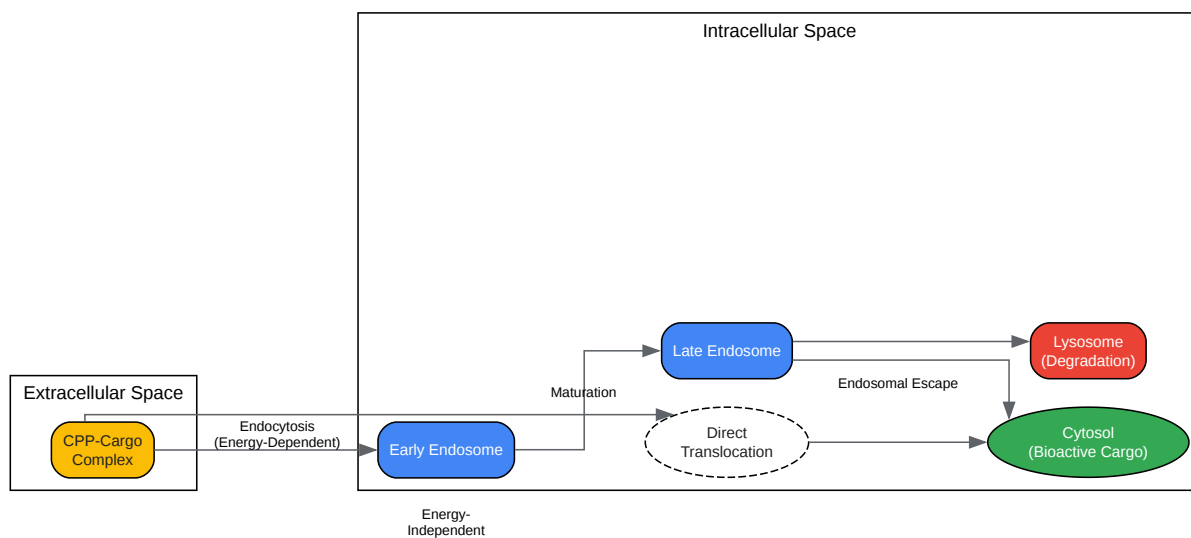 Intracellular Space
Late Endosome
Lysosome
(Degradation)
Extracellular Space
Maturation
Endosomal Escape
CPP-Cargo
Complex
Endocytosis
(Energy-Dependent)
Early Endosome
Direct
Translocation
Cytosol
(Bioactive Cargo)
Energy-
Independent